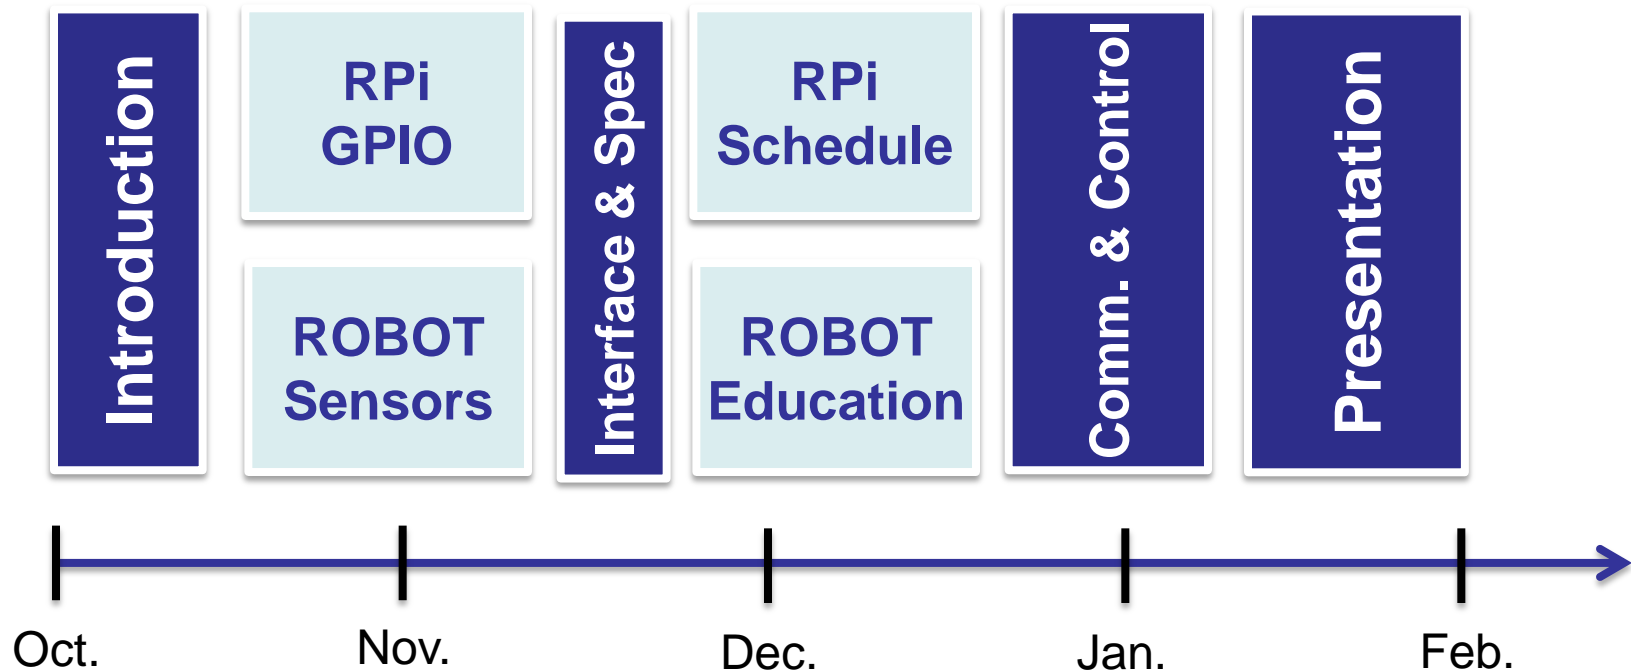 Introduction
RPi
GPIO
ROBOT
Sensors
Interface & Spec
RPi
Schedule
ROBOT
Education
Comm. & Control
Presentation
Oct.
Nov.
Dec.
Jan.
Feb.